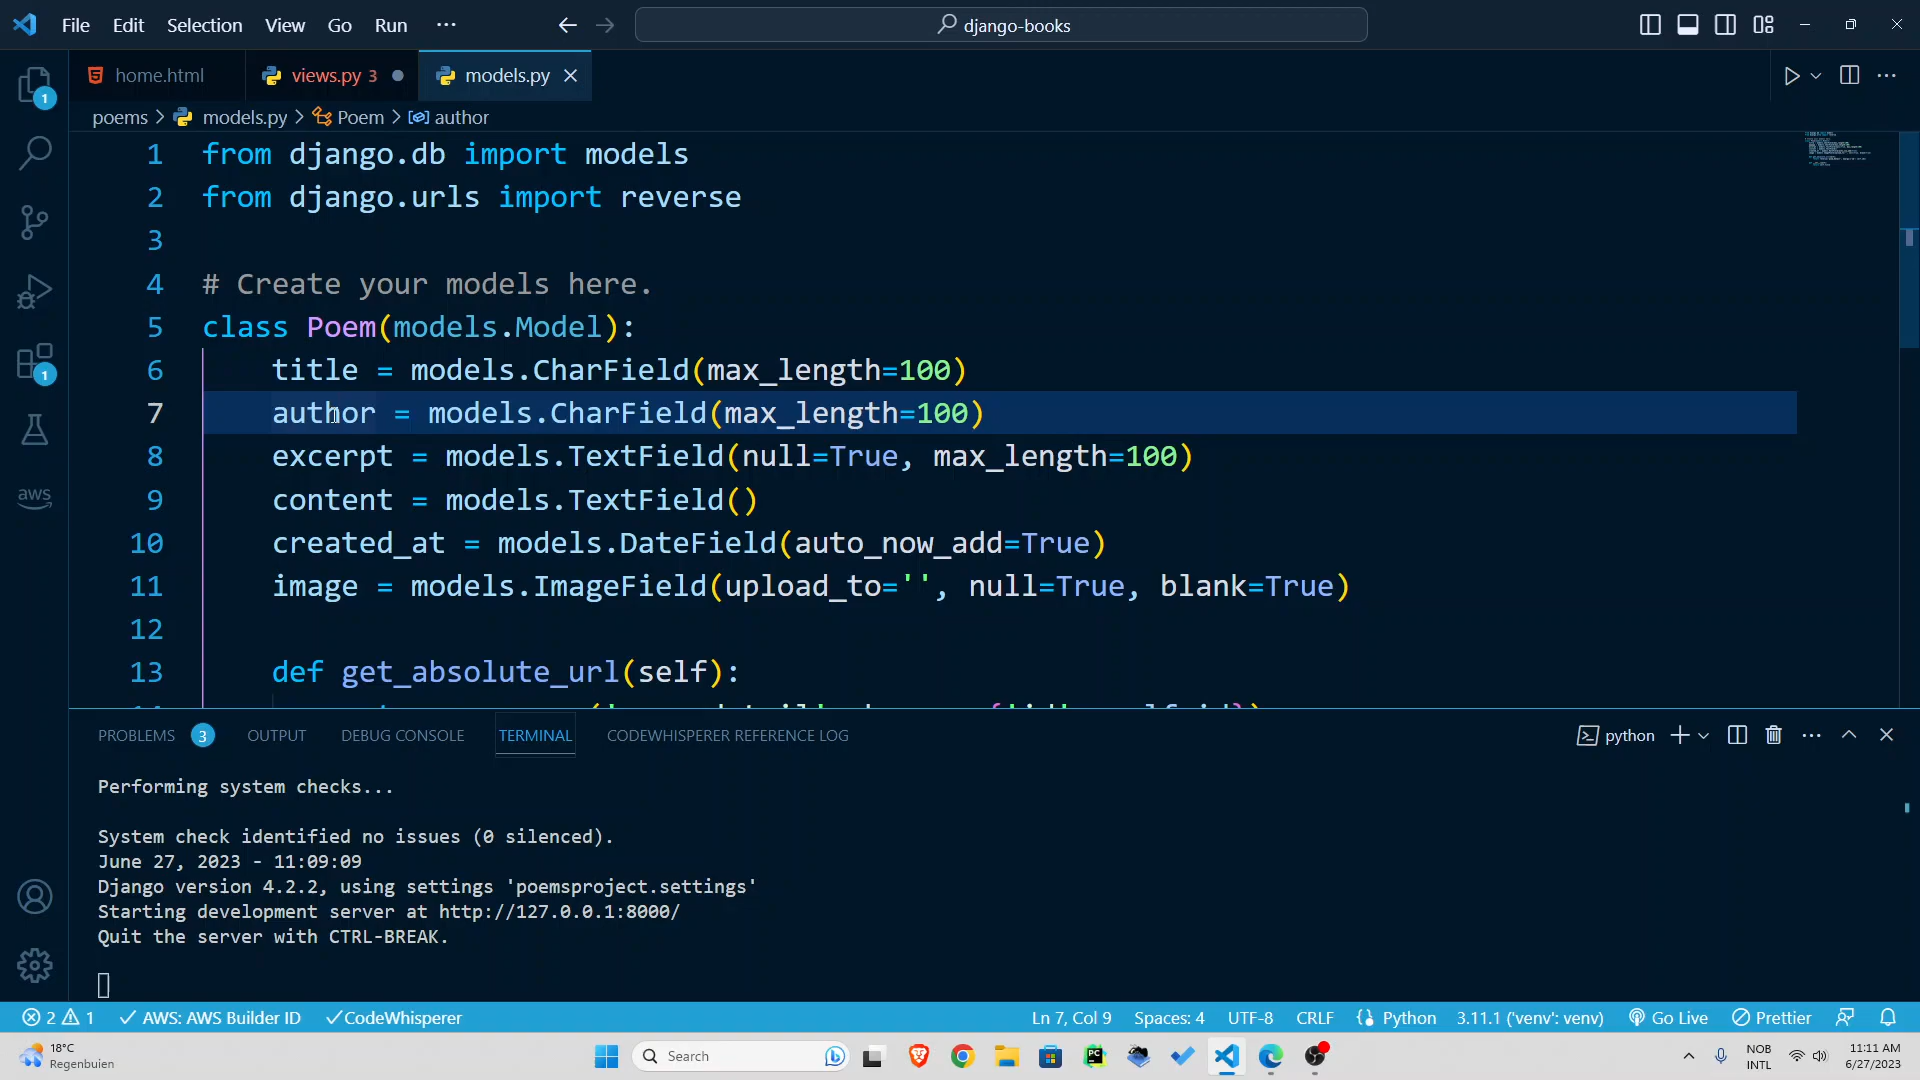 File Edit Selection View Go Run ... django-books
home.html views.py 3 models.py
poems > models.py > Poem > author
1 from django.db import models
2 from django.urls import reverse
3
4 # Create your models here.
5 class Poem(models.Model):
6 title = models.CharField(max_length=100)
7 author = models.CharField(max_length=100)
8 excerpt = models.TextField(null=True, max_length=100)
9 content = models.TextField()
10 created_at = models.DateField(auto_now_add=True)
11 image = models.ImageField(upload_to='', null=True, blank=True)
12
13 def get_absolute_url(self):
PROBLEMS 3 OUTPUT DEBUG CONSOLE TERMINAL CODEWHISPERER REFERENCE LOG python
Performing system checks...
System check identified no issues (0 silenced).
June 27, 2023 - 11:09:09
Django version 4.2.2, using settings 'poemsproject.settings'
Starting development server at http://127.0.0.1:8000/
Quit the server with CTRL-BREAK.
1
1
aws
2 1 AWS: AWS Builder ID CodeWhisperer Ln 7, Col 9 Spaces: 4 UTF-8 CRLF Python 3.11.1 ('venv': venv) Go Live Prettier
18°C
Regenbuien
Search
PC
NOB
INTL
11:11 AM
6/27/2023